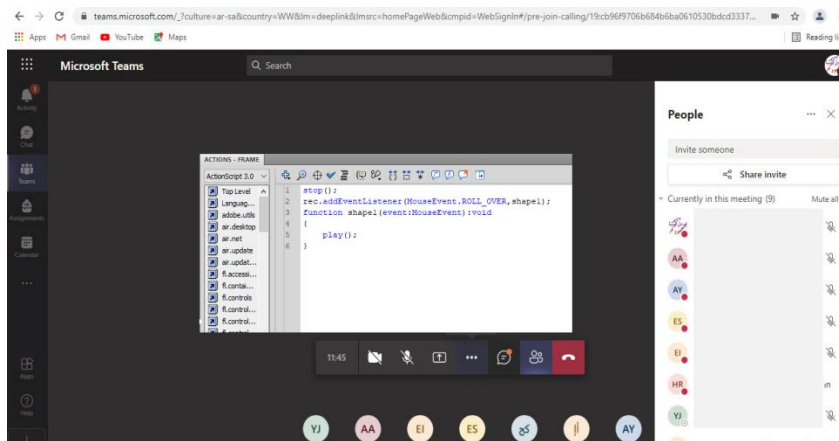 teams.microsoft.com/_?culture=ar-sa&country=WW&lm=deeplink&lmsrc=homePageWeb&cmpid=WebSignIn#/pre-join-calling/19:cb96f9706b684b6ba0610530bdcd3337...
Apps Gmail YouTube Maps Reading li
Microsoft Teams
Search
Activity
Chat
Teams
Assignments
Calendar
Apps
Help
ACTIONS - FRAME
ActionScript 3.0
Top Level
Languag...
adobe.utils
air.desktop
air.net
air.update
air.updat...
fl.accessi...
fl.contai...
fl.controls
fl.control...
fl.control...
1 stop();
2 rec.addEventListener(MouseEvent.ROLL_OVER,shape1);
3 function shape1(event:MouseEvent):void
4 {
5 play();
6 }
11:45
YJ AA EI ES كح أا AY
People
Invite someone
Share invite
Currently in this meeting (9) Mute all
AA
AY
ES
EI
HR
YJ